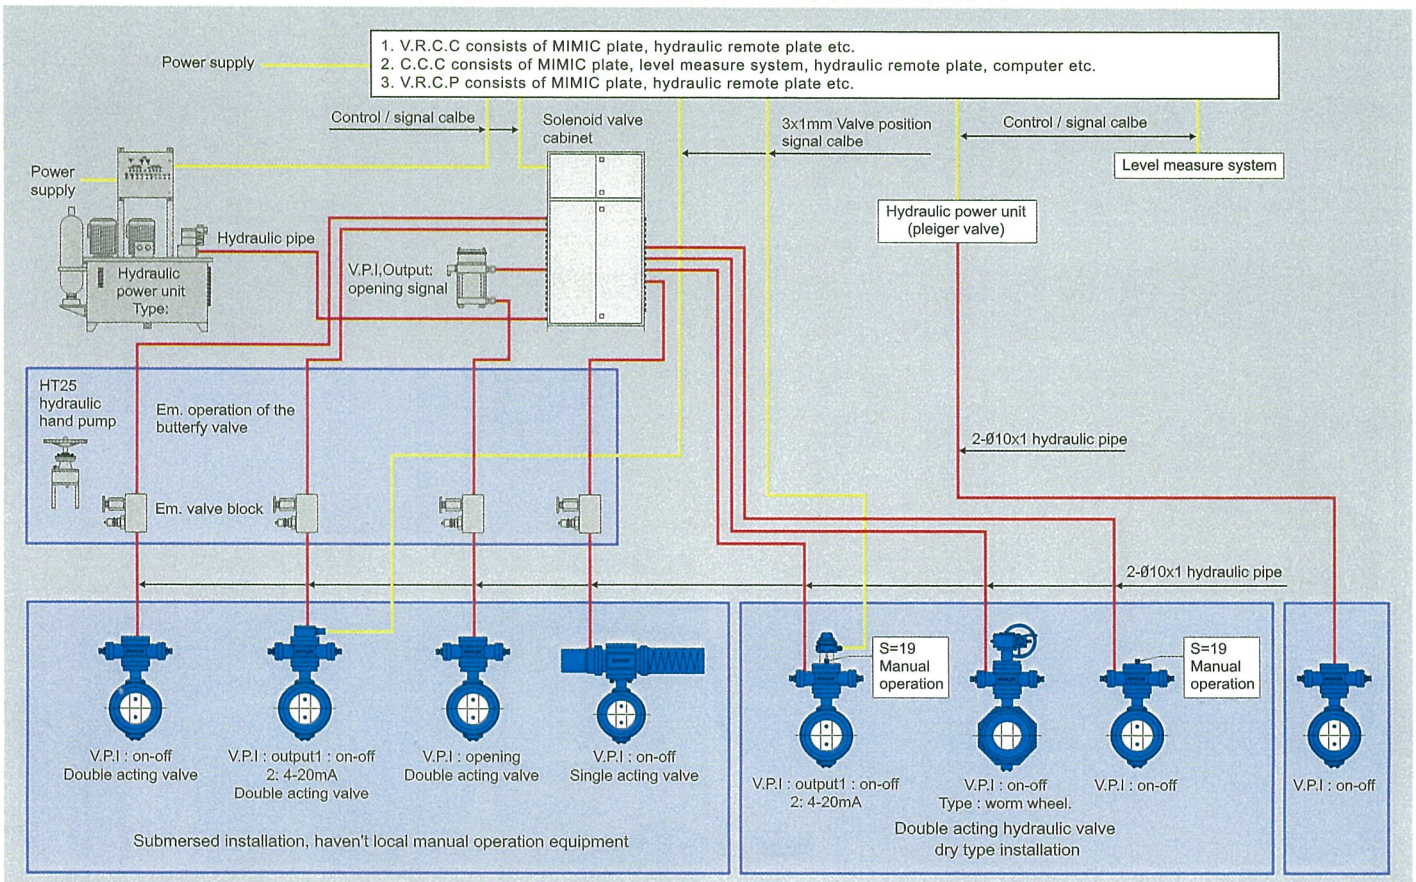 1. V.R.C.C consists of MIMIC plate, hydraulic remote plate etc.
2. C.C.C consists of MIMIC plate, level measure system, hydraulic remote plate, computer etc.
3. V.R.C.P consists of MIMIC plate, hydraulic remote plate etc.
Power supply
Control / signal calbe
Solenoid valve
cabinet
3x1mm Valve position
signal calbe
Control / signal calbe
Level measure system
Power
supply
Hydraulic power unit
(pleiger valve)
Hydraulic pipe
Hydraulic
power unit
Type:
V.P.I,Output:
opening signal
HT25
hydraulic
hand pump
Em. operation of the
butterfy valve
2-Ø10x1 hydraulic pipe
Em. valve block
2-Ø10x1 hydraulic pipe
S=19
Manual
operation
S=19
Manual
operation
V.P.I : on-off
Double acting valve
V.P.I : output1 : on-off
2: 4-20mA
Double acting valve
V.P.I : opening
Double acting valve
V.P.I : on-off
Single acting valve
V.P.I : output1 : on-off
2: 4-20mA
V.P.I : on-off
Type : worm wheel.
V.P.I : on-off
V.P.I : on-off
Submersed installation, haven't local manual operation equipment
Double acting hydraulic valve
dry type installation